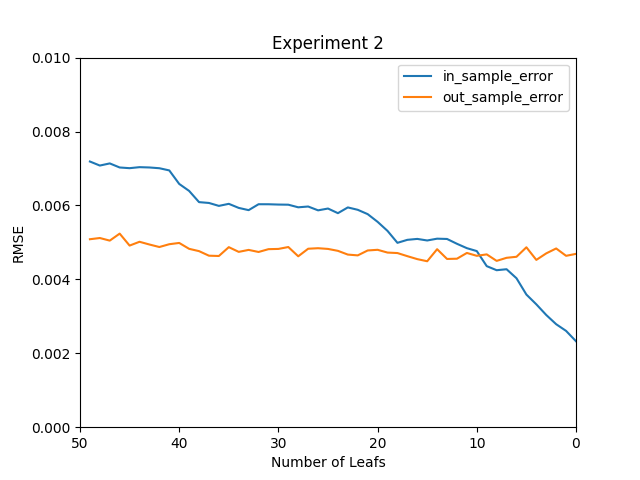 Experiment 2
in_sample_error
out_sample_error
RMSE
0.010
0.008
0.006
0.004
0.002
0.000
50 40 30 20 10 0
Number of Leafs